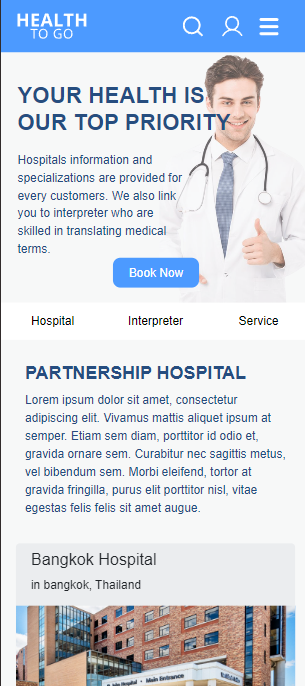 HEALTH
TO GO
YOUR HEALTH IS
OUR TOP PRIORITY
Hospitals information and
specializations are provided for
every customers. We also link
you to interpreter who are
skilled in translating medical
terms.
Book Now
Hospital Interpreter Service
PARTNERSHIP HOSPITAL
Lorem ipsum dolor sit amet, consectetur
adipiscing elit. Vivamus mattis aliquet ipsum at
semper. Etiam sem diam, porttitor id odio et,
gravida ornare sem. Curabitur nec sagittis metus,
vel bibendum sem. Morbi eleifend, tortor at
gravida fringilla, purus elit porttitor nisl, vitae
egestas felis felis sit amet augue.
Bangkok Hospital
in bangkok, Thailand
Main Entrance